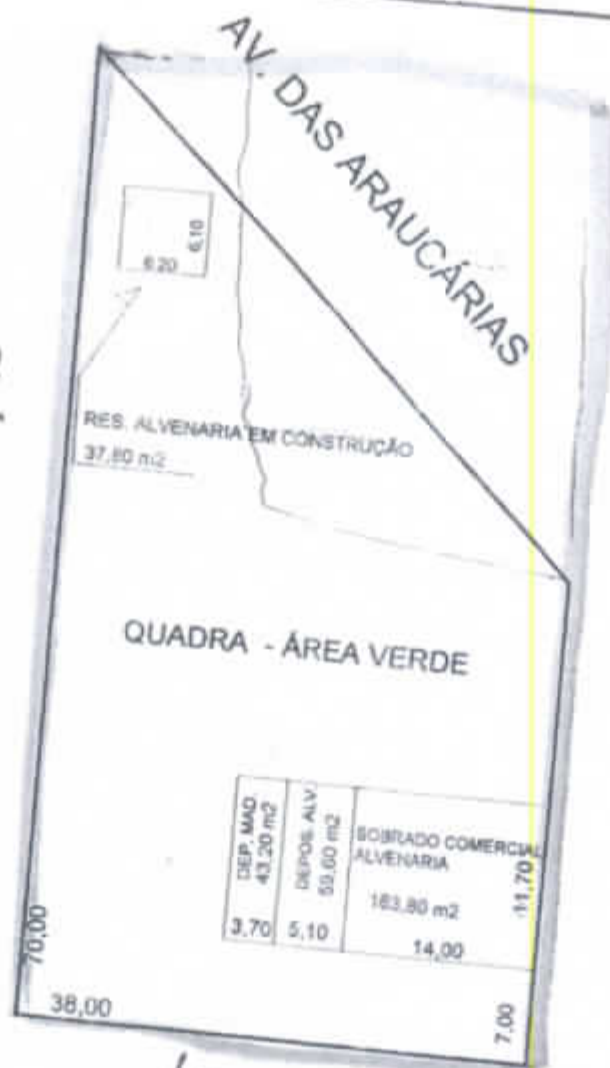 AV. DAS ARAUCÁRIAS
6,10
6,20
RES. ALVENARIA EM CONSTRUÇÃO
37,80 m2
QUADRA - ÁREA VERDE
DEP. MAD.
43,20 m2
3,70
DEPOS. ALV.
59,60 m2
5,10
SOBRADO COMERCIAL
ALVENARIA
163,80 m2
11,70
14,00
70,00
38,00
7,00